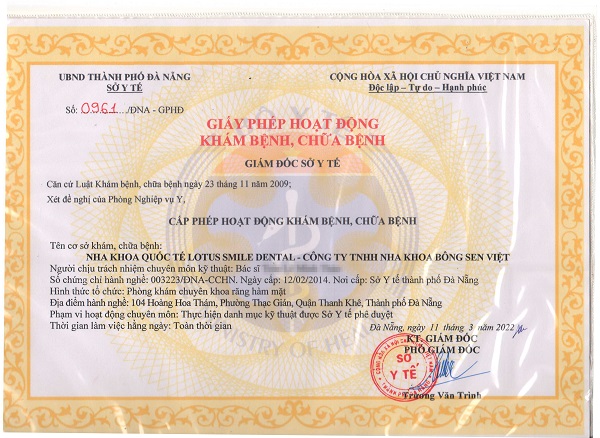 UBND THÀNH PHỐ ĐÀ NẴNG
SỞ Y TẾ
CỘNG HÒA XÃ HỘI CHỦ NGHĨA VIỆT NAM
Độc lập - Tự do - Hạnh phúc
Số: 0961/ĐNA - GPHĐ
GIẤY PHÉP HOẠT ĐỘNG
KHÁM BỆNH, CHỮA BỆNH
GIÁM ĐỐC SỞ Y TẾ
Căn cứ Luật Khám bệnh, chữa bệnh ngày 23 tháng 11 năm 2009;
Xét đề nghị của Phòng Nghiệp vụ Y,
CẤP PHÉP HOẠT ĐỘNG KHÁM BỆNH, CHỮA BỆNH
Tên cơ sở khám, chữa bệnh:
NHA KHOA QUỐC TẾ LOTUS SMILE DENTAL - CÔNG TY TNHH NHA KHOA BÔNG SEN VIỆT
Người chịu trách nhiệm chuyên môn kỹ thuật: Bác sĩ
Số chứng chỉ hành nghề: 003223/ĐNA-CCHN. Ngày cấp: 12/02/2014. Nơi cấp: Sở Y tế thành phố Đà Nẵng
Hình thức tổ chức: Phòng khám chuyên khoa răng hàm mặt
Địa điểm hành nghề: 104 Hoàng Hoa Thám, Phường Thạc Gián, Quận Thanh Khê, Thành phố Đà Nẵng
Phạm vi hoạt động chuyên môn: Thực hiện danh mục kỹ thuật được Sở Y tế phê duyệt
Thời gian làm việc hằng ngày: Toàn thời gian
Đà Nẵng, ngày 11 tháng 3 năm 2022
KT. GIÁM ĐỐC
PHÓ GIÁM ĐỐC
SỞ
Y TẾ
Trương Văn Trình